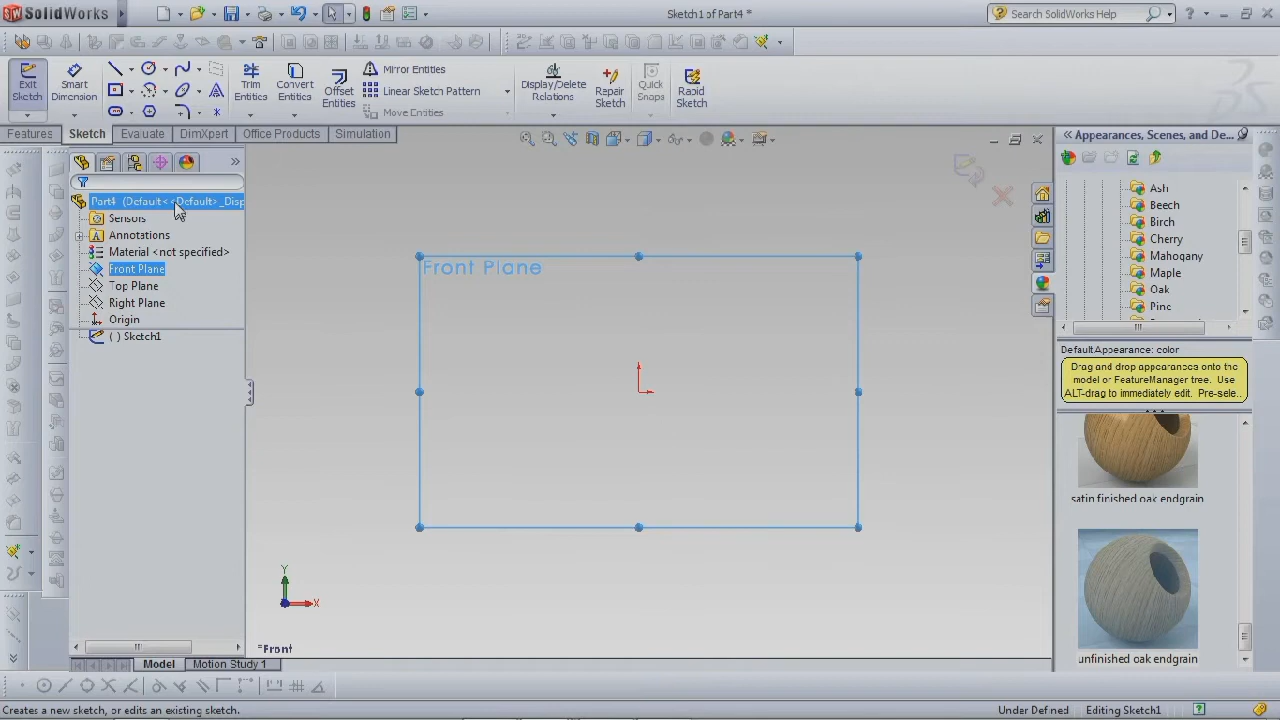 SolidWorks
Sketch1 of Part4 *
Search SolidWorks Help
Exit Sketch
Smart Dimension
Trim Entities
Convert Entities
Offset Entities
Mirror Entities
Linear Sketch Pattern
Move Entities
Display/Delete Relations
Repair Sketch
Quick Snaps
Rapid Sketch
Features
Sketch
Evaluate
DimXpert
Office Products
Simulation
Part4 (Default<<Default>_Disp
Sensors
Annotations
Material <not specified>
Front Plane
Top Plane
Right Plane
Origin
( ) Sketch1
Front Plane
Y
X
*Front
Appearances, Scenes, and De...
Ash
Beech
Birch
Cherry
Mahogany
Maple
Oak
Pine
DefaultAppearance: color
Drag and drop appearances onto the
model or FeatureManager tree. Use
ALT-drag to immediately edit. Pre-sele..
satin finished oak endgrain
unfinished oak endgrain
Model
Motion Study 1
Creates a new sketch, or edits an existing sketch.
Under Defined
Editing Sketch1